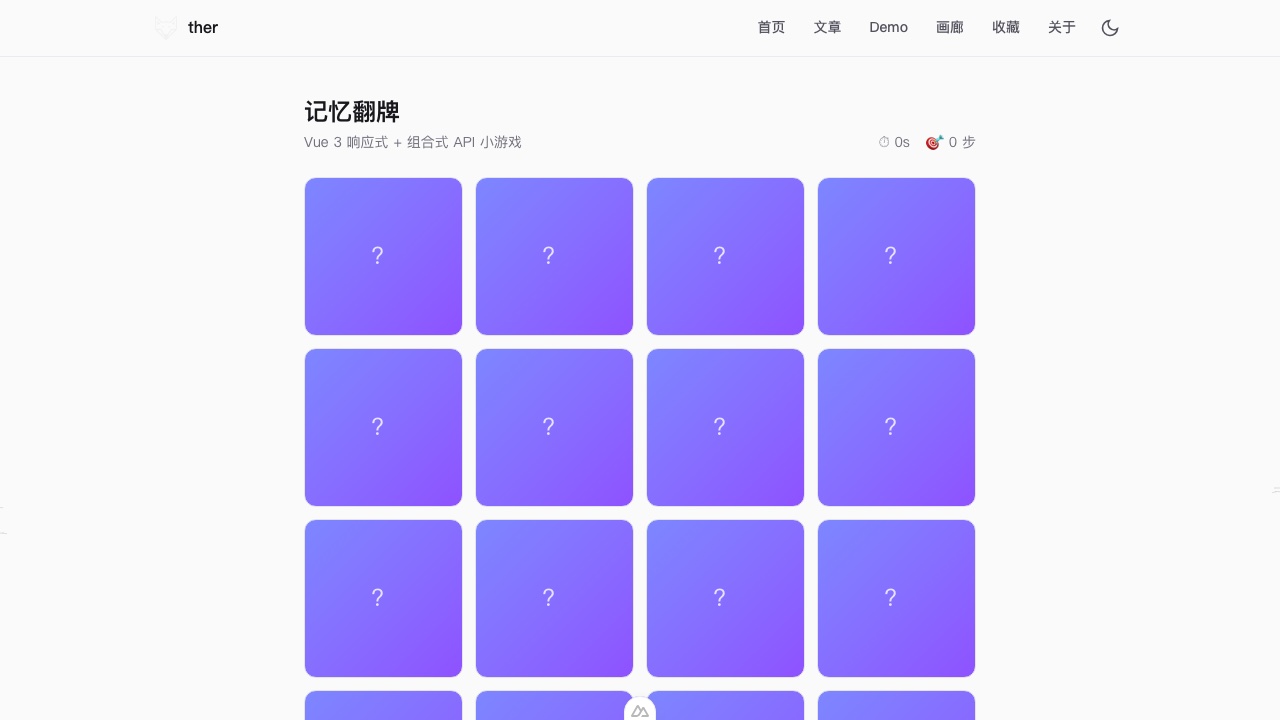 ther
首页 文章 Demo 画廊 收藏 关于
记忆翻牌
Vue 3 响应式 + 组合式 API 小游戏
⏱ 0s 🎯 0 步
? ? ? ?
? ? ? ?
? ? ? ?